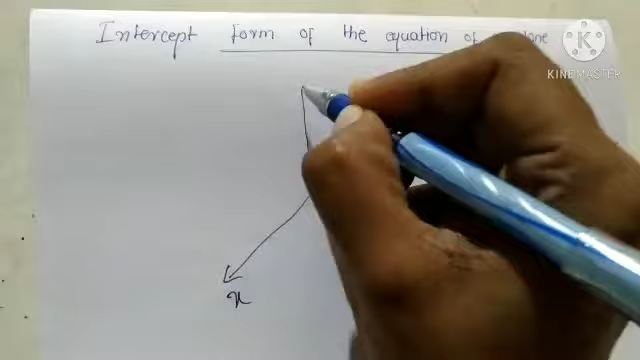 Intercept form of the equation of
K
KINEMASTER
x